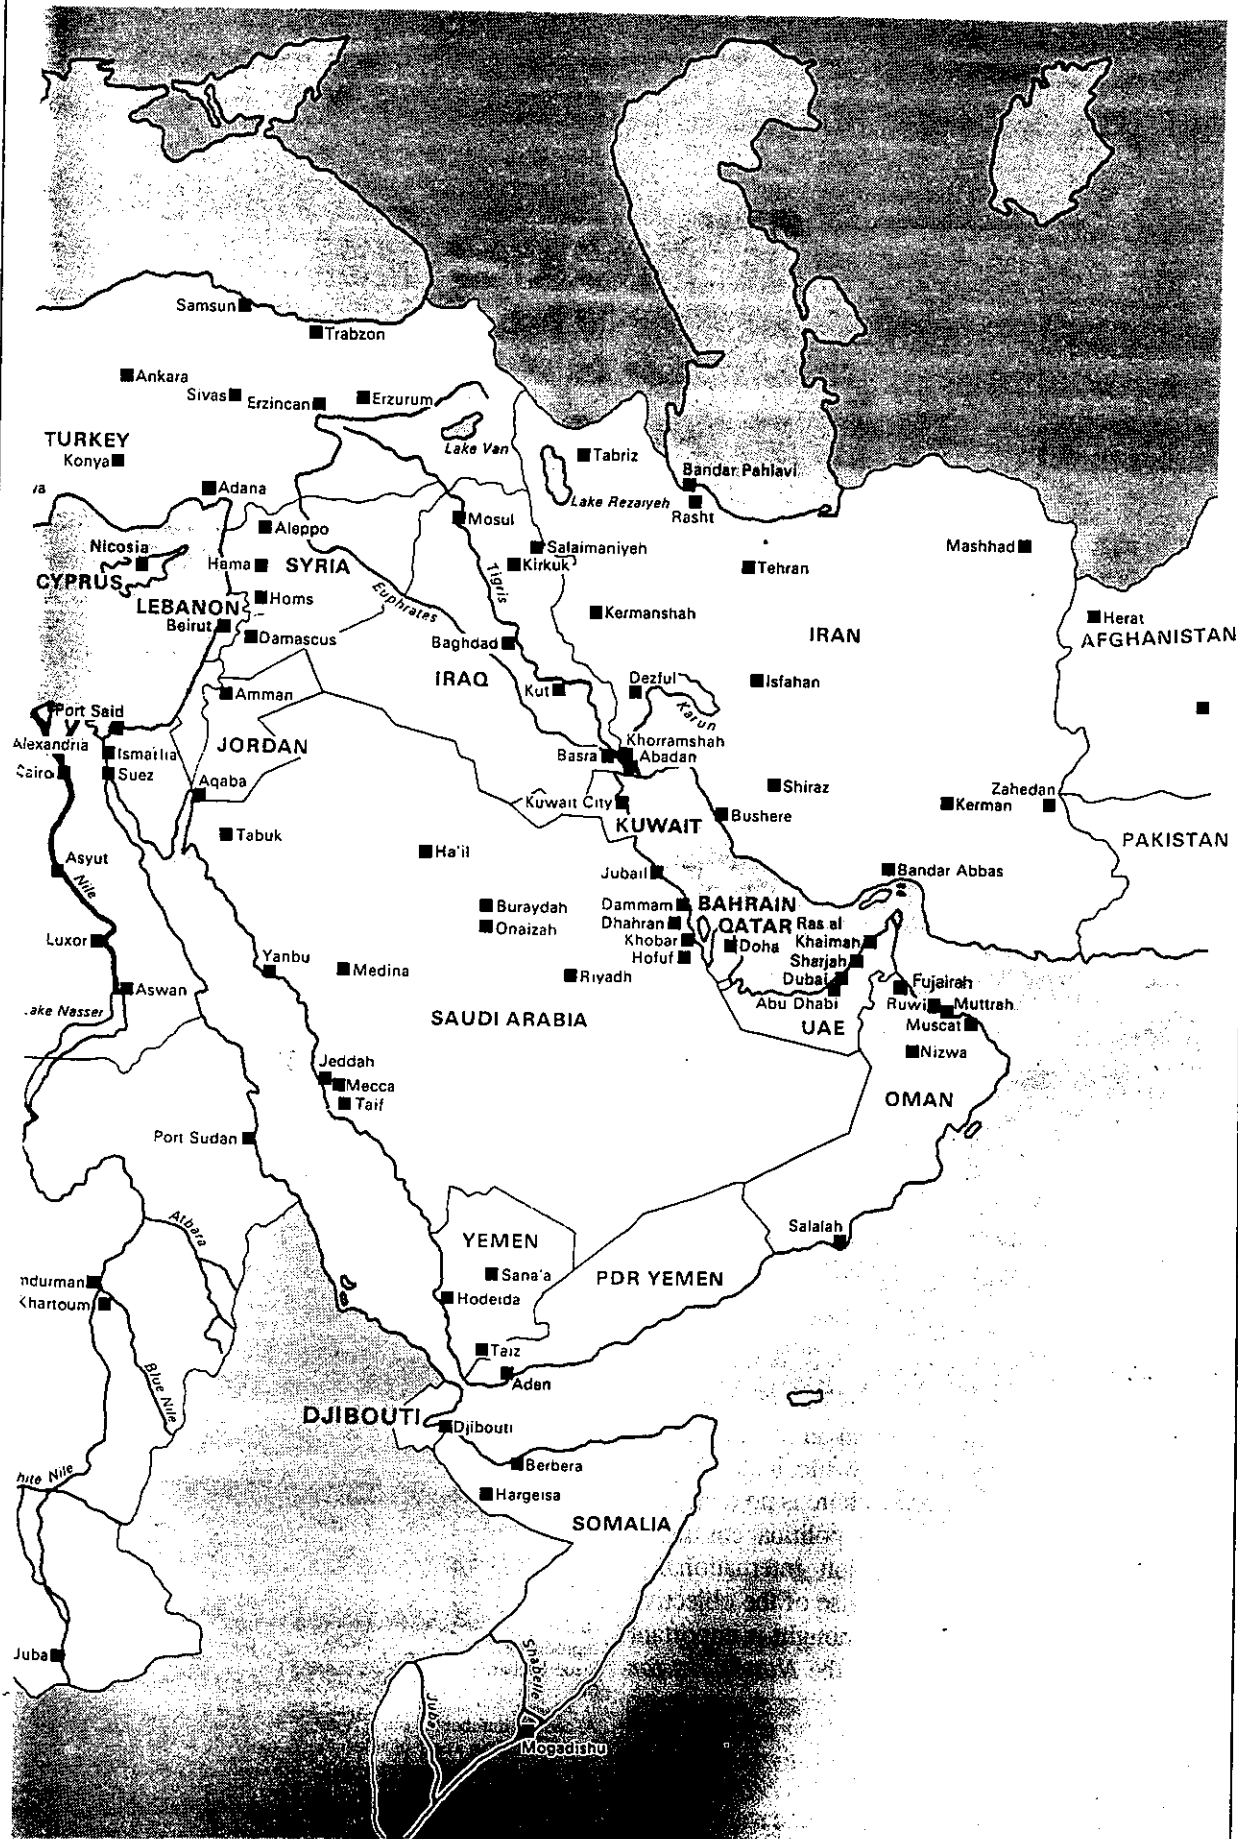 Samsun
Trabzon
Ankara
Sivas
Erzincan
Erzurum
TURKEY
Konya
Lake Van
Tabriz
Bandar Pahlavi
va
Adana
Lake Rezaiyeh
Rasht
Aleppo
Mosul
Nicosia
Salaimaniyeh
Mashhad
CYPRUS
Hama
SYRIA
Kirkuk
Tehran
Tigris
Euphrates
LEBANON
Homs
Kermanshah
Herat
Beirut
Damascus
Baghdad
IRAN
AFGHANISTAN
IRAQ
Kut
Dezful
Isfahan
Amman
Karun
Port Said
Alexandria
Ismailia
JORDAN
Khorramshah
Basra
Abadan
Cairo
Suez
Aqaba
Shiraz
Zahedan
Kuwait City
Kerman
KUWAIT
Bushere
Tabuk
PAKISTAN
Ha'il
Asyut
Nile
Jubail
Bandar Abbas
Buraydah
Dammam
BAHRAIN
Onaizah
Dhahran
QATAR
Ras al
Khaimah
Luxor
Khobar
Doha
Sharjah
Hofuf
Yanbu
Medina
Riyadh
Dubai
Fujairah
Aswan
Abu Dhabi
Ruwi
Muttrah
ake Nasser
SAUDI ARABIA
UAE
Muscat
Nizwa
Jeddah
Mecca
Taif
OMAN
Port Sudan
Atbara
Salalah
YEMEN
Sana'a
PDR YEMEN
ndurman
Khartoum
Hodeida
Taiz
Aden
Blue Nile
DJIBOUTI
Djibouti
Berbera
hite Nile
Hargeisa
SOMALIA
Juba
Shabelle
Juba
Mogadishu